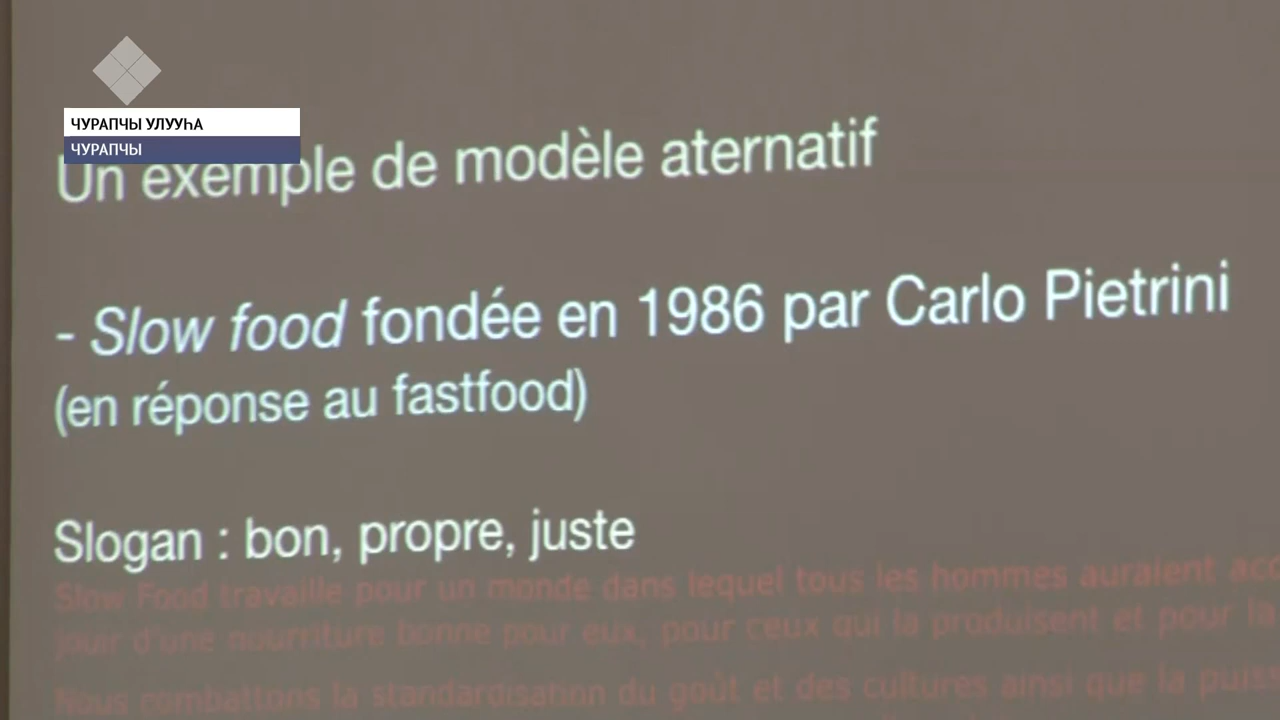 ЧУРАПЧЫ УЛУУҺА
ЧУРАПЧЫ
Un exemple de modèle aternatif
- Slow food fondée en 1986 par Carlo Pietrini
(en réponse au fastfood)
Slogan : bon, propre, juste
Slow Food travaille pour un monde dans lequel tous les hommes auraient
jouir d'une nourriture bonne pour eux, pour ceux qui la produisent et pour la
Nous combattons la standardisation du goût et des cultures ainsi que la